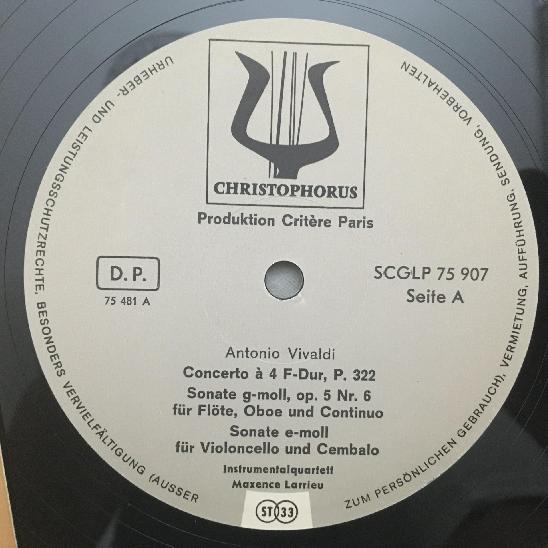 CHRISTOPHORUS
Produktion Critère Paris
D.P.
75 481 A
SCGLP 75 907
Seite A
Antonio Vivaldi
Concerto à 4 F-Dur, P. 322
Sonate g-moll, op. 5 Nr. 6
für Flöte, Oboe und Continuo
Sonate e-moll
für Violoncello und Cembalo
Instrumentalquartett
Maxence Larrieu
ST 33
URHEBER- UND LEISTUNGSSCHUTZRECHTE, BESONDERS VERVIELFÄLTIGUNG (AUSSER ZUM PERSÖNLICHEN GEBRAUCH), VERMIETUNG, AUFFÜHRUNG, SENDUNG, VORBEHALTEN